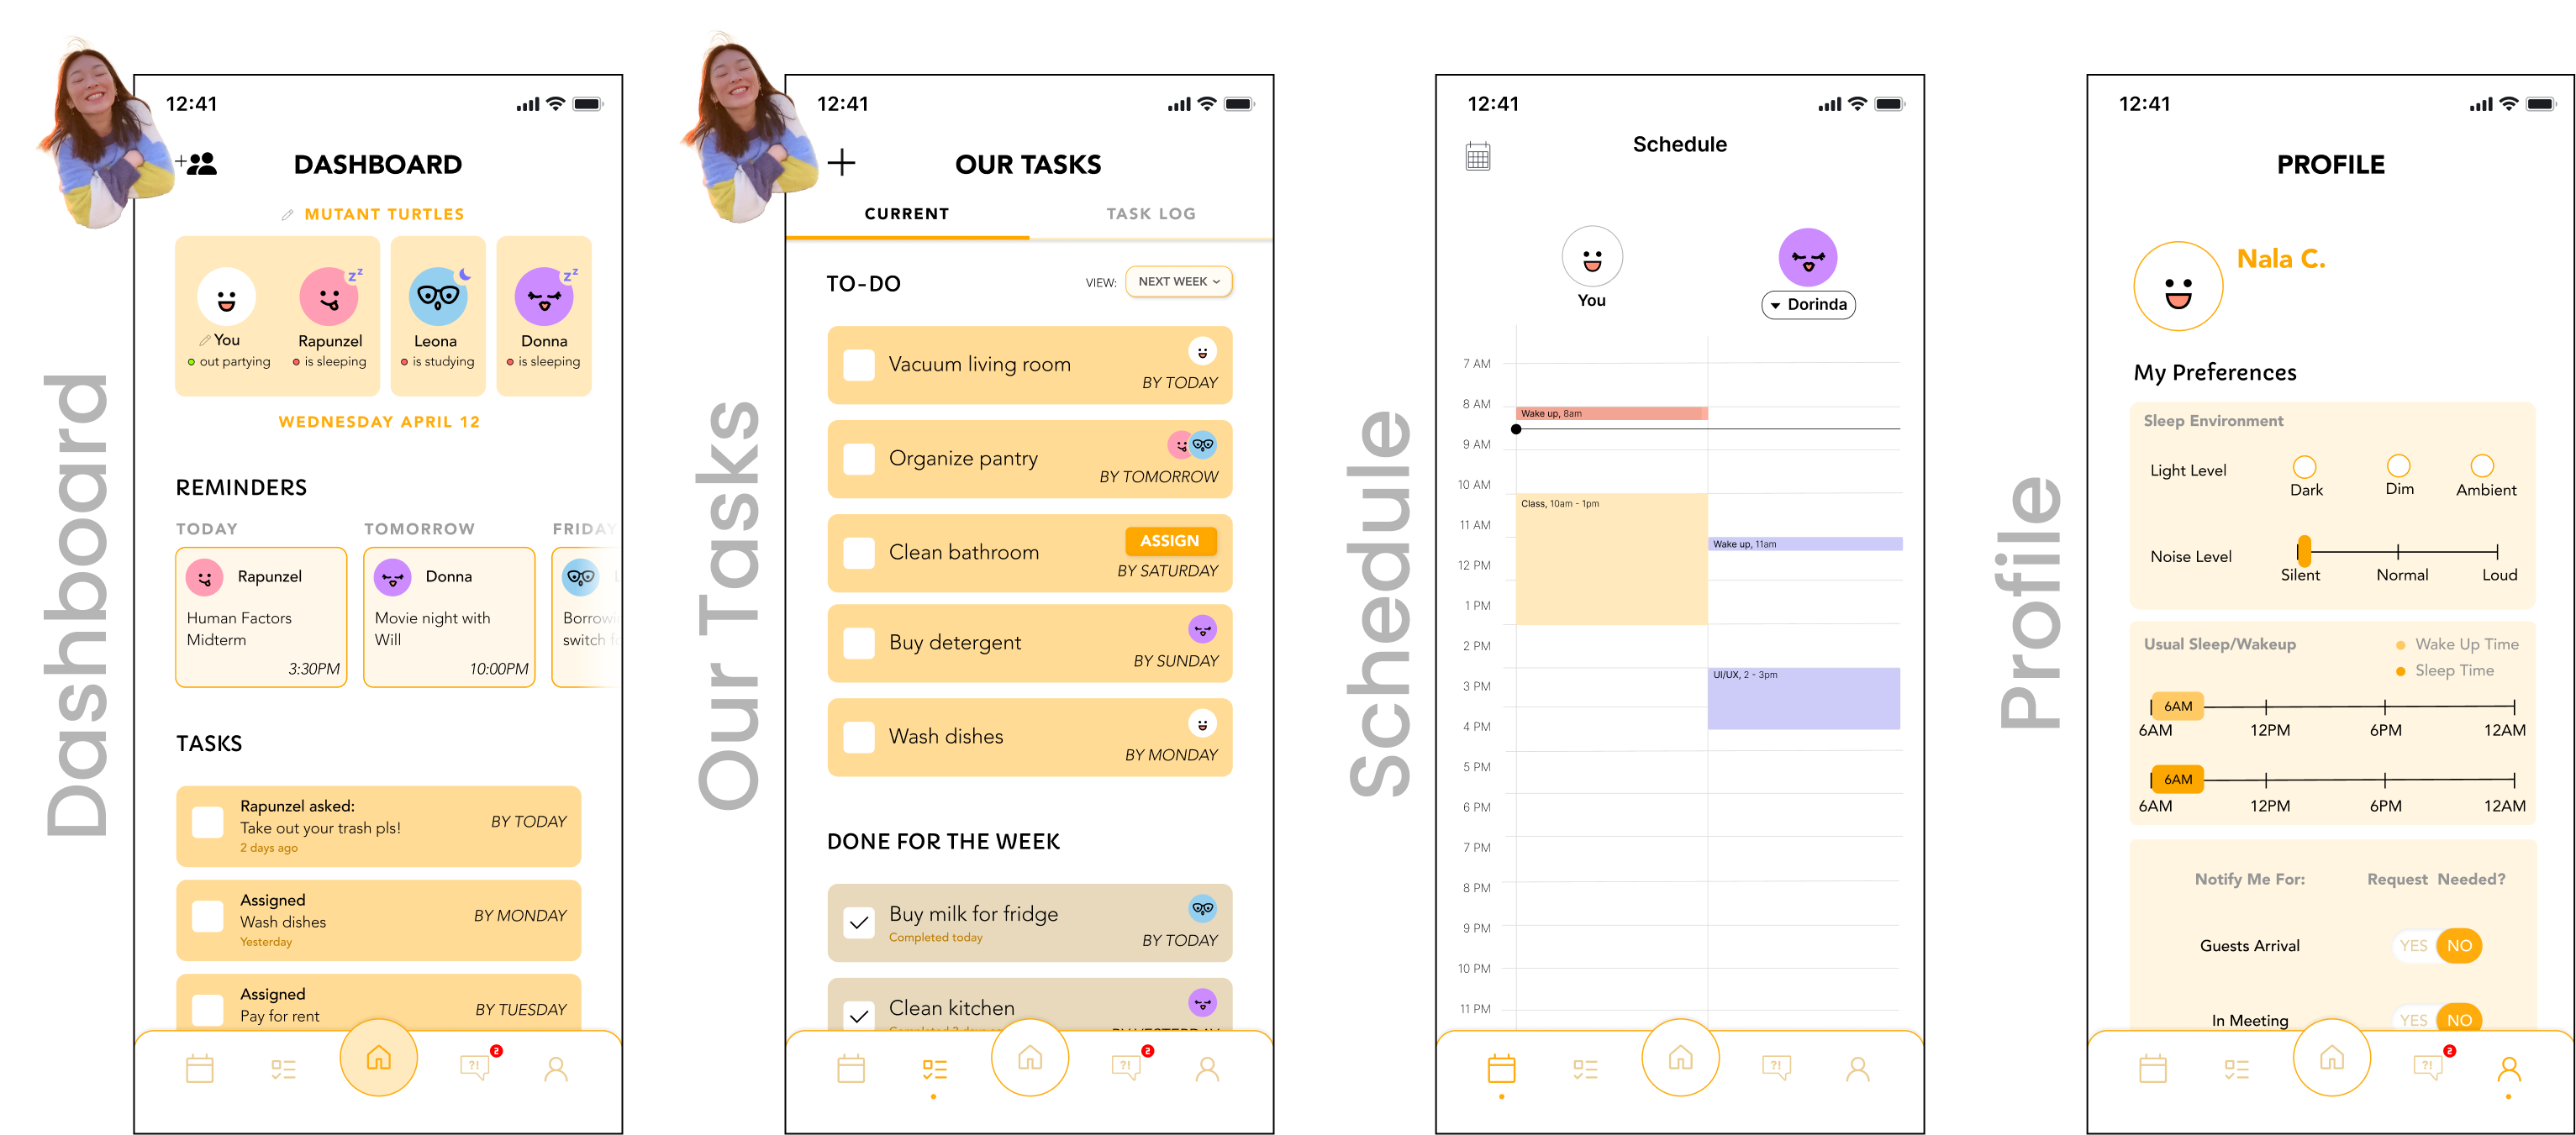 Dashboard
12:41
DASHBOARD
MUTANT TURTLES
You
out partying
Rapunzel
is sleeping
Leona
is studying
Donna
is sleeping
WEDNESDAY APRIL 12
REMINDERS
TODAY
TOMORROW
FRIDAY
Rapunzel
Human Factors
Midterm
3:30PM
Donna
Movie night with
Will
10:00PM
switch
TASKS
Rapunzel asked:
Take out your trash pls!
2 days ago
BY TODAY
Assigned
Wash dishes
Yesterday
BY MONDAY
Assigned
Pay for rent
BY TUESDAY
?!
2
Our Tasks
12:41
OUR TASKS
CURRENT
TASK LOG
TO-DO
VIEW:
NEXT WEEK
Vacuum living room
BY TODAY
Organize pantry
BY TOMORROW
Clean bathroom
ASSIGN
BY SATURDAY
Buy detergent
BY SUNDAY
Wash dishes
BY MONDAY
DONE FOR THE WEEK
Buy milk for fridge
Completed today
BY TODAY
Clean kitchen
?!
2
Schedule
12:41
Schedule
You
Dorinda
7 AM
8 AM
Wake up, 8am
9 AM
10 AM
Class, 10am - 1pm
11 AM
Wake up, 11am
12 PM
1 PM
2 PM
UI/UX, 2 - 3pm
3 PM
4 PM
5 PM
6 PM
7 PM
8 PM
9 PM
10 PM
11 PM
?!
Profile
12:41
PROFILE
Nala C.
My Preferences
Sleep Environment
Light Level
Dark
Dim
Ambient
Noise Level
Silent
Normal
Loud
Usual Sleep/Wakeup
Wake Up Time
Sleep Time
6AM
6AM 12PM 6PM 12AM
6AM
6AM 12PM 6PM 12AM
Notify Me For:
Request Needed?
Guests Arrival
YES NO
In Meeting
YES NO
?!
2